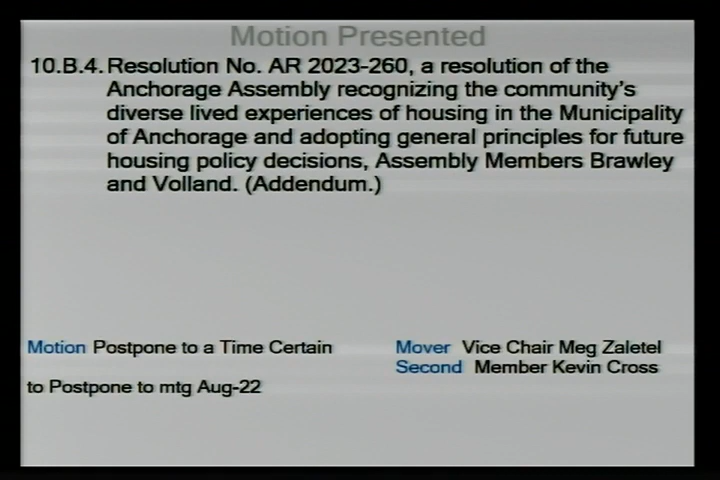 Motion Presented
10.B.4. Resolution No. AR 2023-260, a resolution of the
Anchorage Assembly recognizing the community's
diverse lived experiences of housing in the Municipality
of Anchorage and adopting general principles for future
housing policy decisions, Assembly Members Brawley
and Volland. (Addendum.)
Motion Postpone to a Time Certain
Mover Vice Chair Meg Zaletel
Second Member Kevin Cross
to Postpone to mtg Aug-22